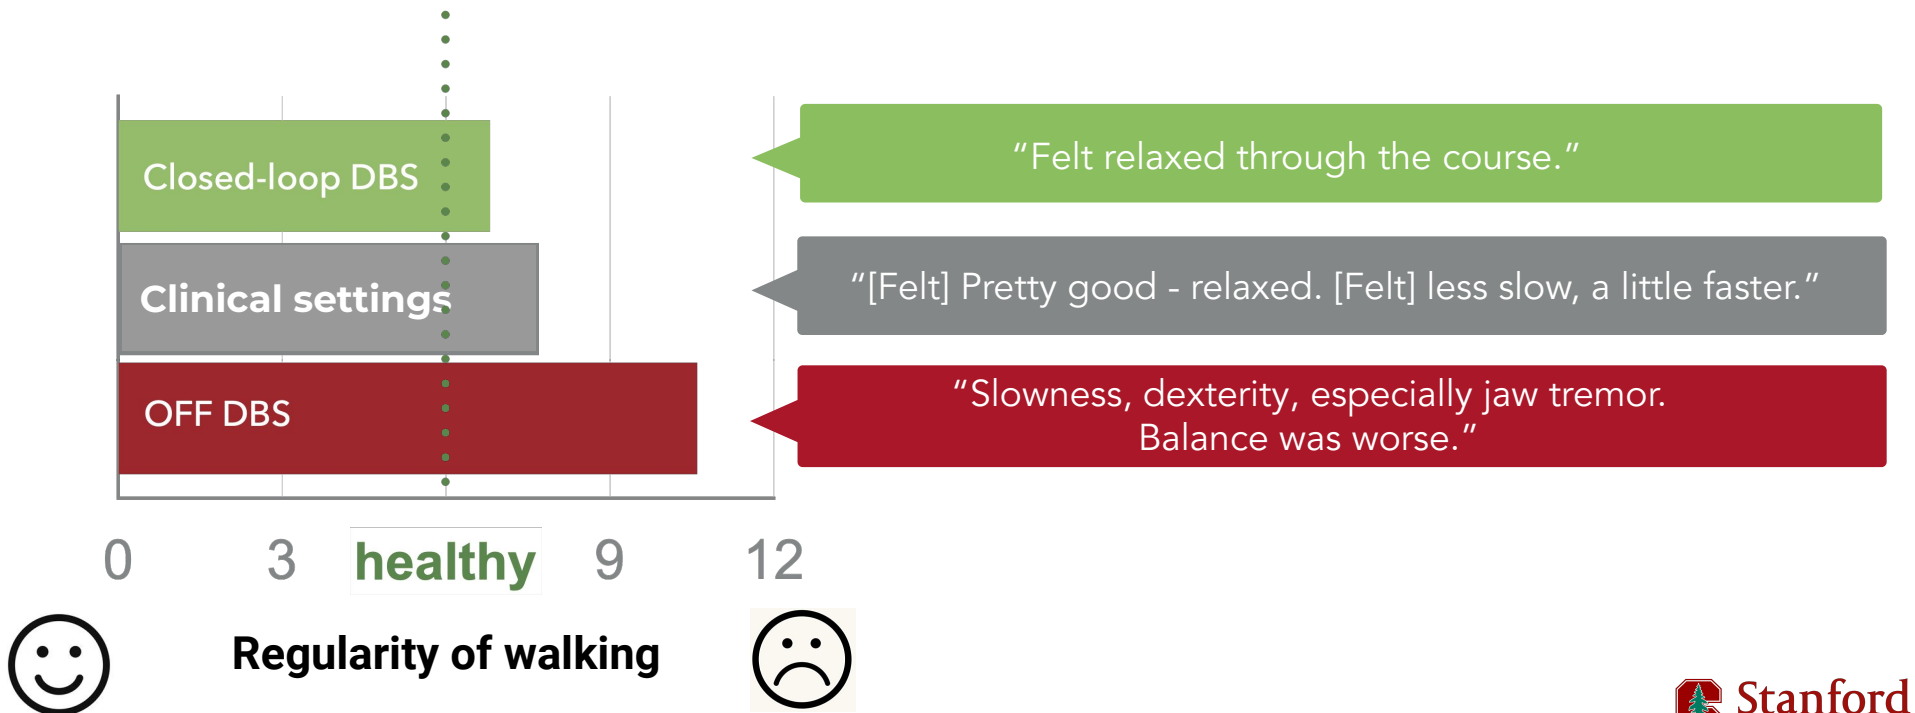 Closed-loop DBS
"Felt relaxed through the course."
Clinical settings
"[Felt] Pretty good - relaxed. [Felt] less slow, a little faster."
OFF DBS
"Slowness, dexterity, especially jaw tremor.
Balance was worse."
0 3 healthy 9 12
Regularity of walking
Stanford